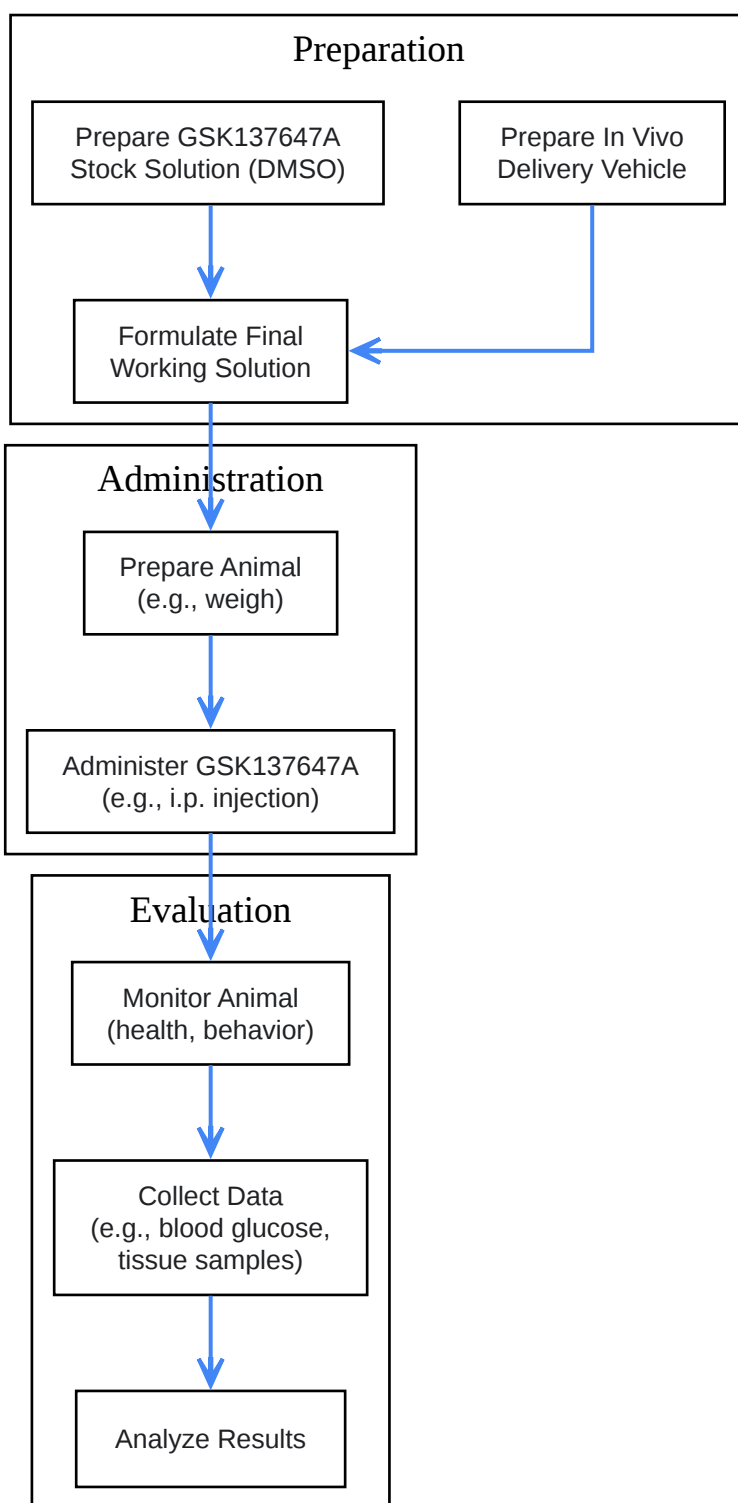 Preparation
Prepare GSK137647A
Stock Solution (DMSO)
Prepare In Vivo
Delivery Vehicle
Formulate Final
Working Solution
Administration
Prepare Animal
(e.g., weigh)
Administer GSK137647A
(e.g., i.p. injection)
Evaluation
Monitor Animal
(health, behavior)
Collect Data
(e.g., blood glucose,
tissue samples)
Analyze Results